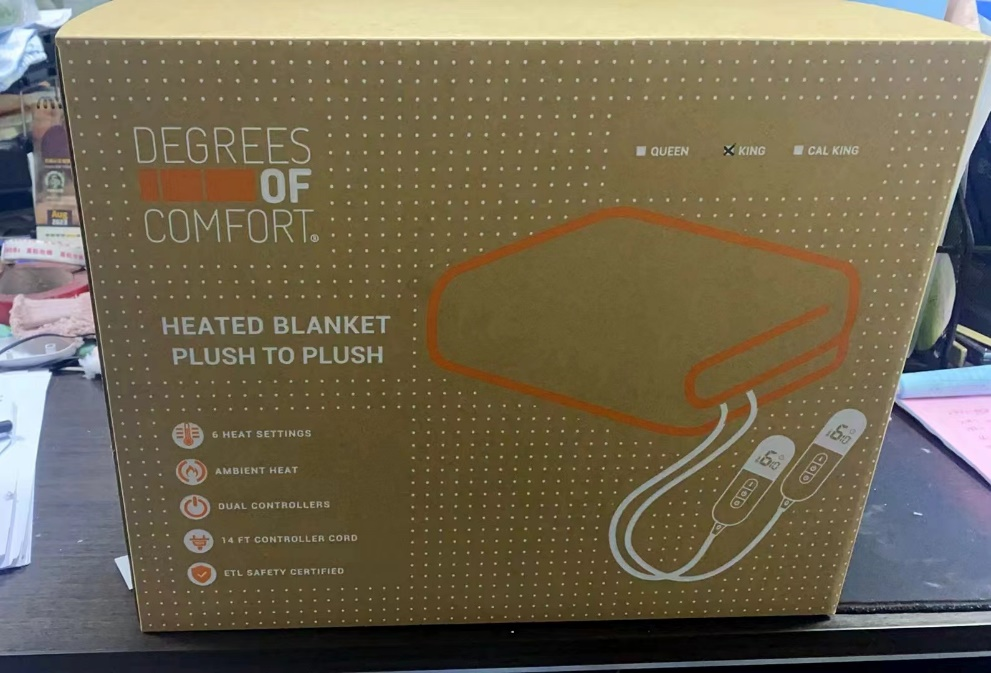 DEGREES
OF
COMFORT®
QUEEN
KING
CAL KING
HEATED BLANKET
PLUSH TO PLUSH
6 HEAT SETTINGS
AMBIENT HEAT
DUAL CONTROLLERS
14 FT CONTROLLER CORD
ETL SAFETY CERTIFIED
Aug